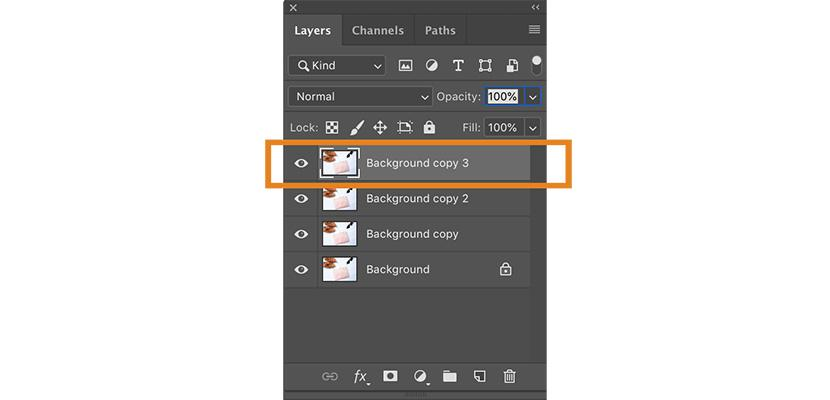 Layers Channels Paths
Kind
Normal Opacity: 100%
Lock: Fill: 100%
Background copy 3
Background copy 2
Background copy
Background
fx